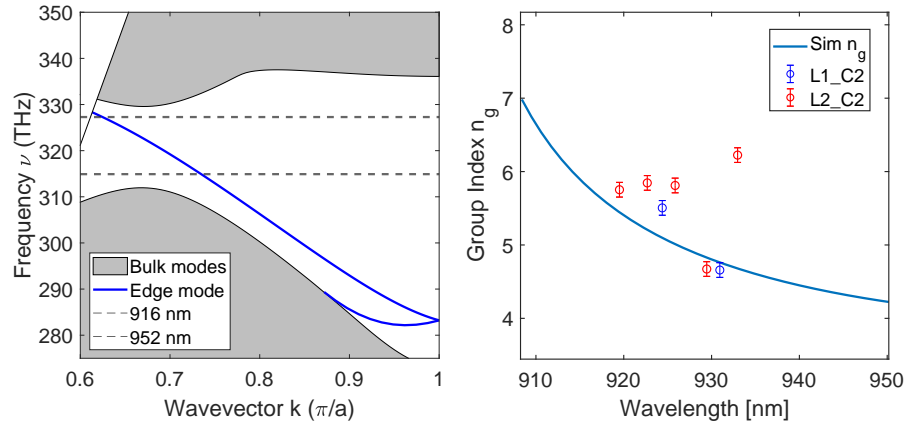 350
340
330
320
310
300
290
280
Frequency ν (THz)
0.6
0.7
0.8
0.9
1
Wavevector k (π/a)
Bulk modes
Edge mode
916 nm
952 nm
8
7
6
5
4
Group Index n_g
910
920
930
940
950
Wavelength [nm]
Sim n_g
L1_C2
L2_C2